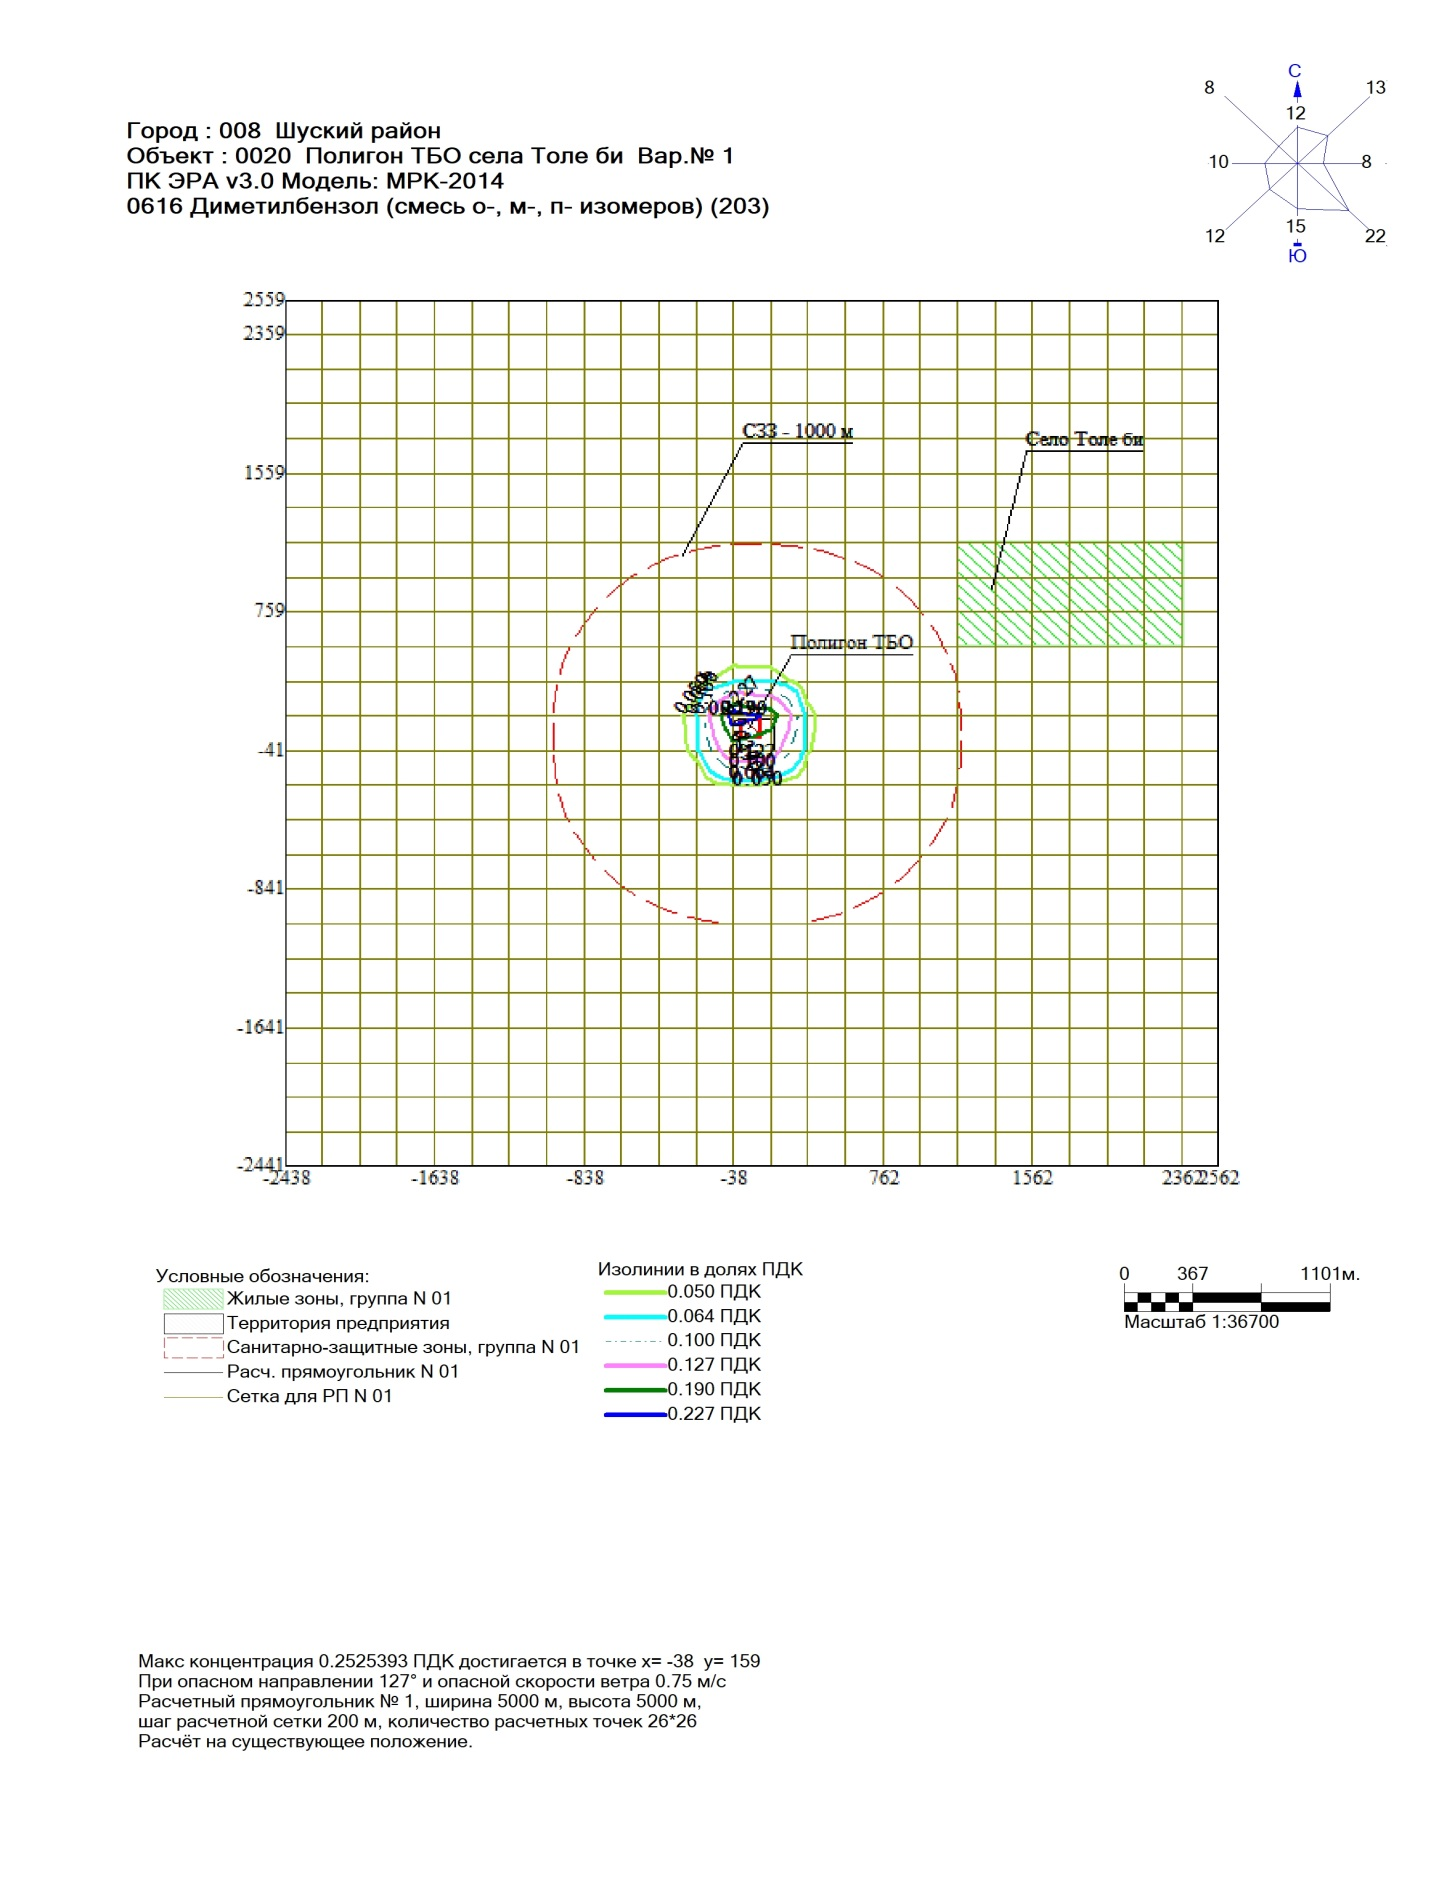 С
8
13
12
10
8
12
15
22
Ю
Город : 008 Шуский район
Объект : 0020 Полигон ТБО села Толе би Вар.№ 1
ПК ЭРА v3.0 Модель: МРК-2014
0616 Диметилбензол (смесь о-, м-, п- изомеров) (203)
2559
2359
СЗЗ - 1000 м
Село Толе би
1559
759
Полигон ТБО
-41
0.050
-841
-1641
-2441
-2438
-1638
-838
-38
762
1562
2362
2562
Условные обозначения:
Жилые зоны, группа N 01
Территория предприятия
Санитарно-защитные зоны, группа N 01
Расч. прямоугольник N 01
Сетка для РП N 01
Изолинии в долях ПДК
0.050 ПДК
0.064 ПДК
0.100 ПДК
0.127 ПДК
0.190 ПДК
0.227 ПДК
0 367 1101м.
Масштаб 1:36700
Макс концентрация 0.2525393 ПДК достигается в точке x= -38 y= 159
При опасном направлении 127° и опасной скорости ветра 0.75 м/с
Расчетный прямоугольник № 1, ширина 5000 м, высота 5000 м,
шаг расчетной сетки 200 м, количество расчетных точек 26*26
Расчёт на существующее положение.